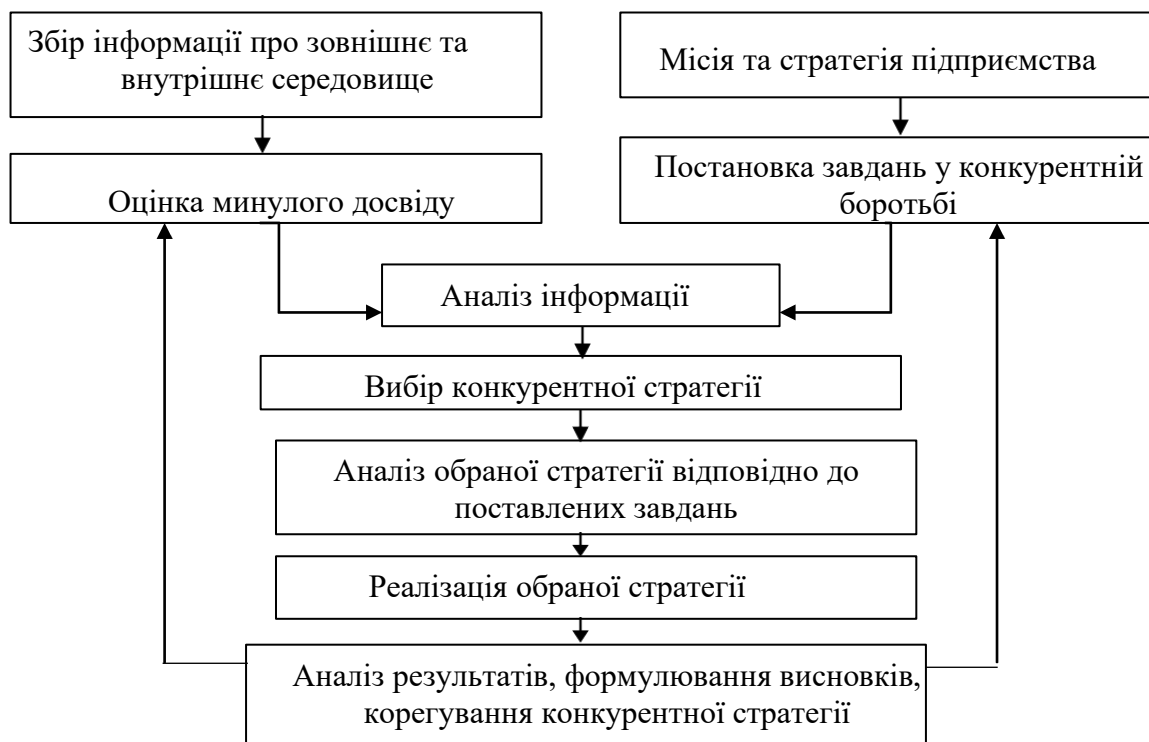 Збір інформації про зовнішнє та
внутрішнє середовище
Місія та стратегія підприємства
Оцінка минулого досвіду
Постановка завдань у конкурентній
боротьбі
Аналіз інформації
Вибір конкурентної стратегії
Аналіз обраної стратегії відповідно до
поставлених завдань
Реалізація обраної стратегії
Аналіз результатів, формулювання висновків,
корегування конкурентної стратегії